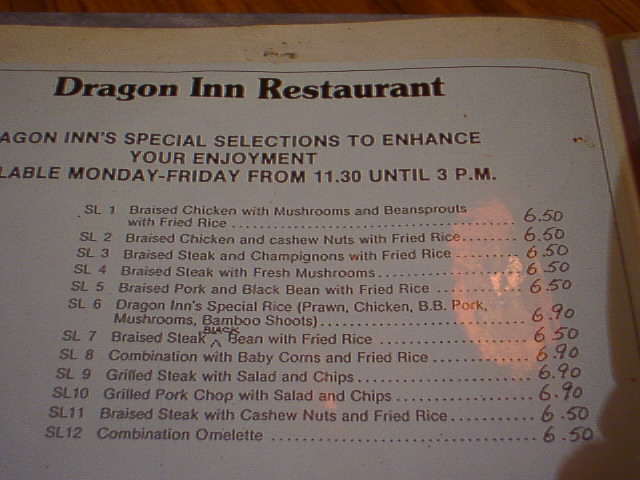 Dragon Inn Restaurant
AGON INN'S SPECIAL SELECTIONS TO ENHANCE
YOUR ENJOYMENT
LABLE MONDAY-FRIDAY FROM 11.30 UNTIL 3 P.M.
SL 1 Braised Chicken with Mushrooms and Beansprouts
with Fried Rice ........................................ 6.50
SL 2 Braised Chicken and cashew Nuts with Fried Rice........ 6.50
SL 3 Braised Steak and Champignons with Fried Rice ........ 6.50
SL 4 Braised Steak with Fresh Mushrooms .................... 6.50
SL 5 Braised Pork and Black Bean with Fried Rice ........... 6.50
SL 6 Dragon Inn's Special Rice (Prawn, Chicken, B.B. Pork,
Mushrooms, Bamboo Shoots) ............................ 6.90
SL 7 Braised Steak BLACK Bean with Fried Rice .............. 6.50
SL 8 Combination with Baby Corns and Fried Rice ............ 6.90
SL 9 Grilled Steak with Salad and Chips .................... 6.90
SL10 Grilled Pork Chop with Salad and Chips ................ 6.90
SL11 Braised Steak with Cashew Nuts and Fried Rice ......... 6.50
SL12 Combination Omelette .................................. 6.50